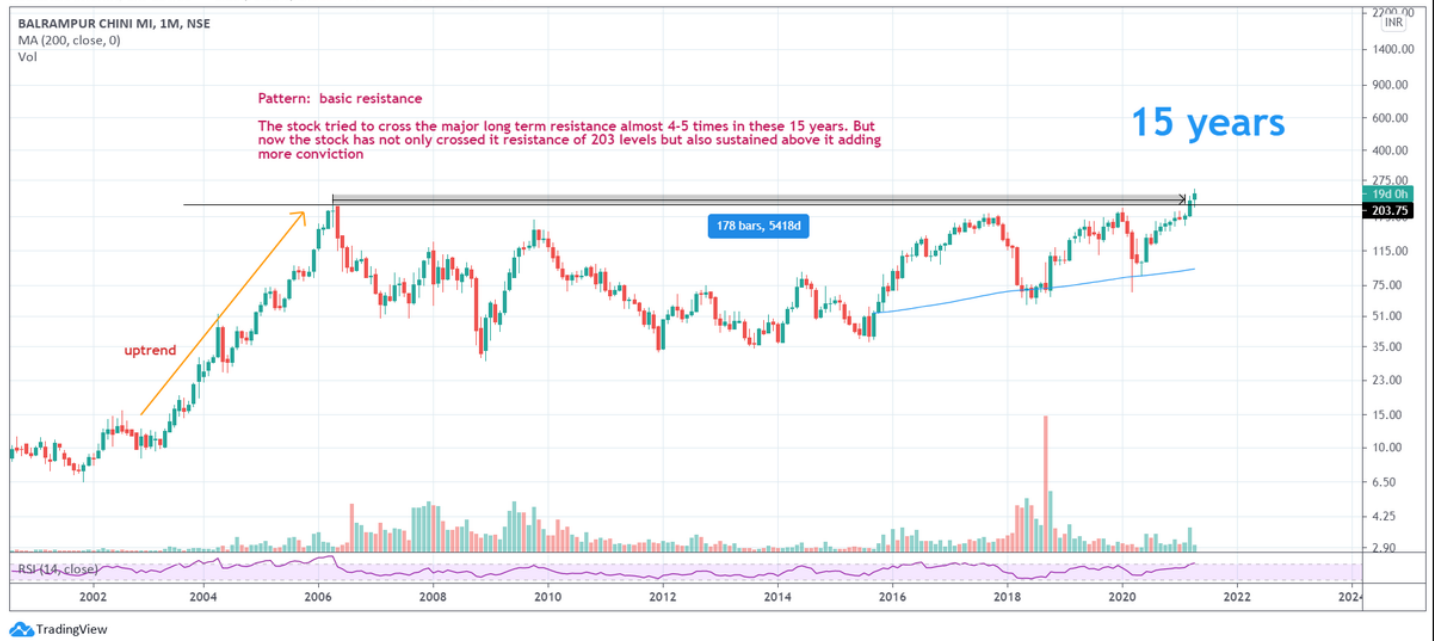 BALRAMPUR CHINI MI, 1M, NSE
MA (200, close, 0)
Vol
Pattern:  basic resistance
The stock tried to cross the major long term resistance almost 4-5 times in these 15 years. But
now the stock has not only crossed it resistance of 203 levels but also sustained above it adding
more conviction
15 years
uptrend
178 bars, 5418d
2200.00
INR
1400.00
900.00
600.00
400.00
275.00
19d 0h
203.75
115.00
75.00
51.00
35.00
23.00
15.00
10.00
6.50
4.25
2.90
RSI (14, close)
2002 2004 2006 2008 2010 2012 2014 2016 2018 2020 2022
TradingView